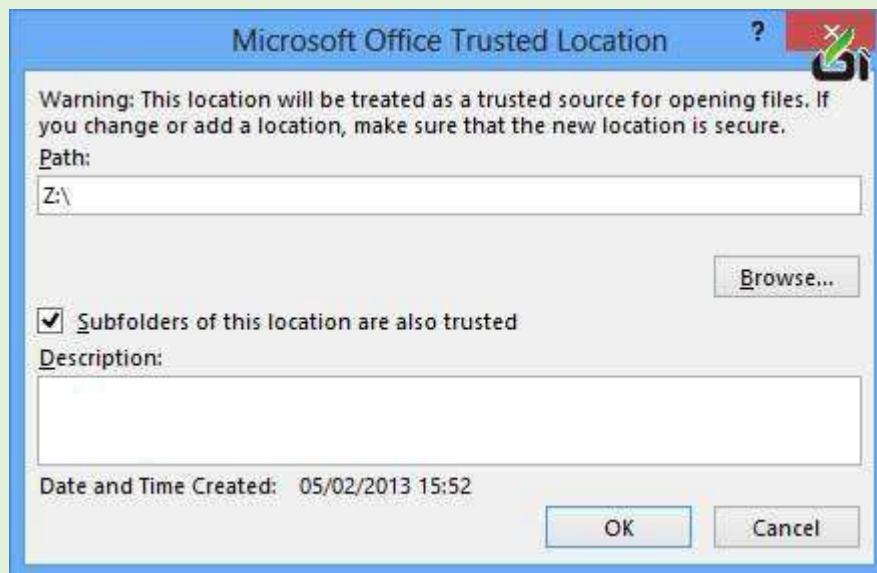 Microsoft Office Trusted Location
?
Warning: This location will be treated as a trusted source for opening files. If
you change or add a location, make sure that the new location is secure.
Path:
Z:\
Browse...
Subfolders of this location are also trusted
Description:
Date and Time Created: 05/02/2013 15:52
OK
Cancel